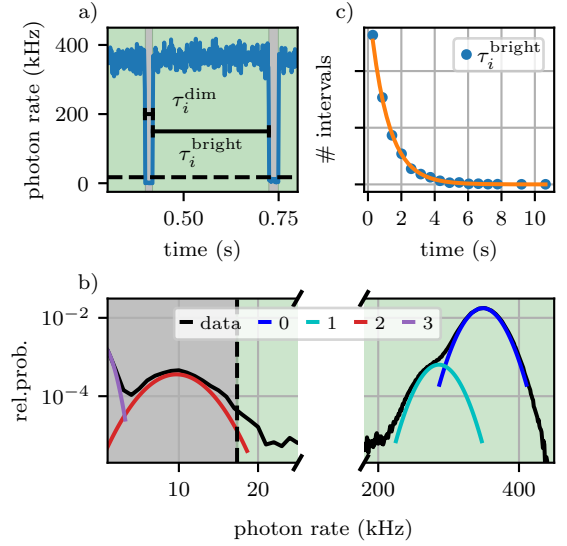 a)
photon rate (kHz)
400
200
0
τ_i^dim
τ_i^bright
0.50
0.75
time (s)
c)
# intervals
τ_i^bright
0 2 4 6 8 10
time (s)
b)
rel.prob.
10⁻²
10⁻⁴
data 0 1 2 3
10 20 200 400
photon rate (kHz)